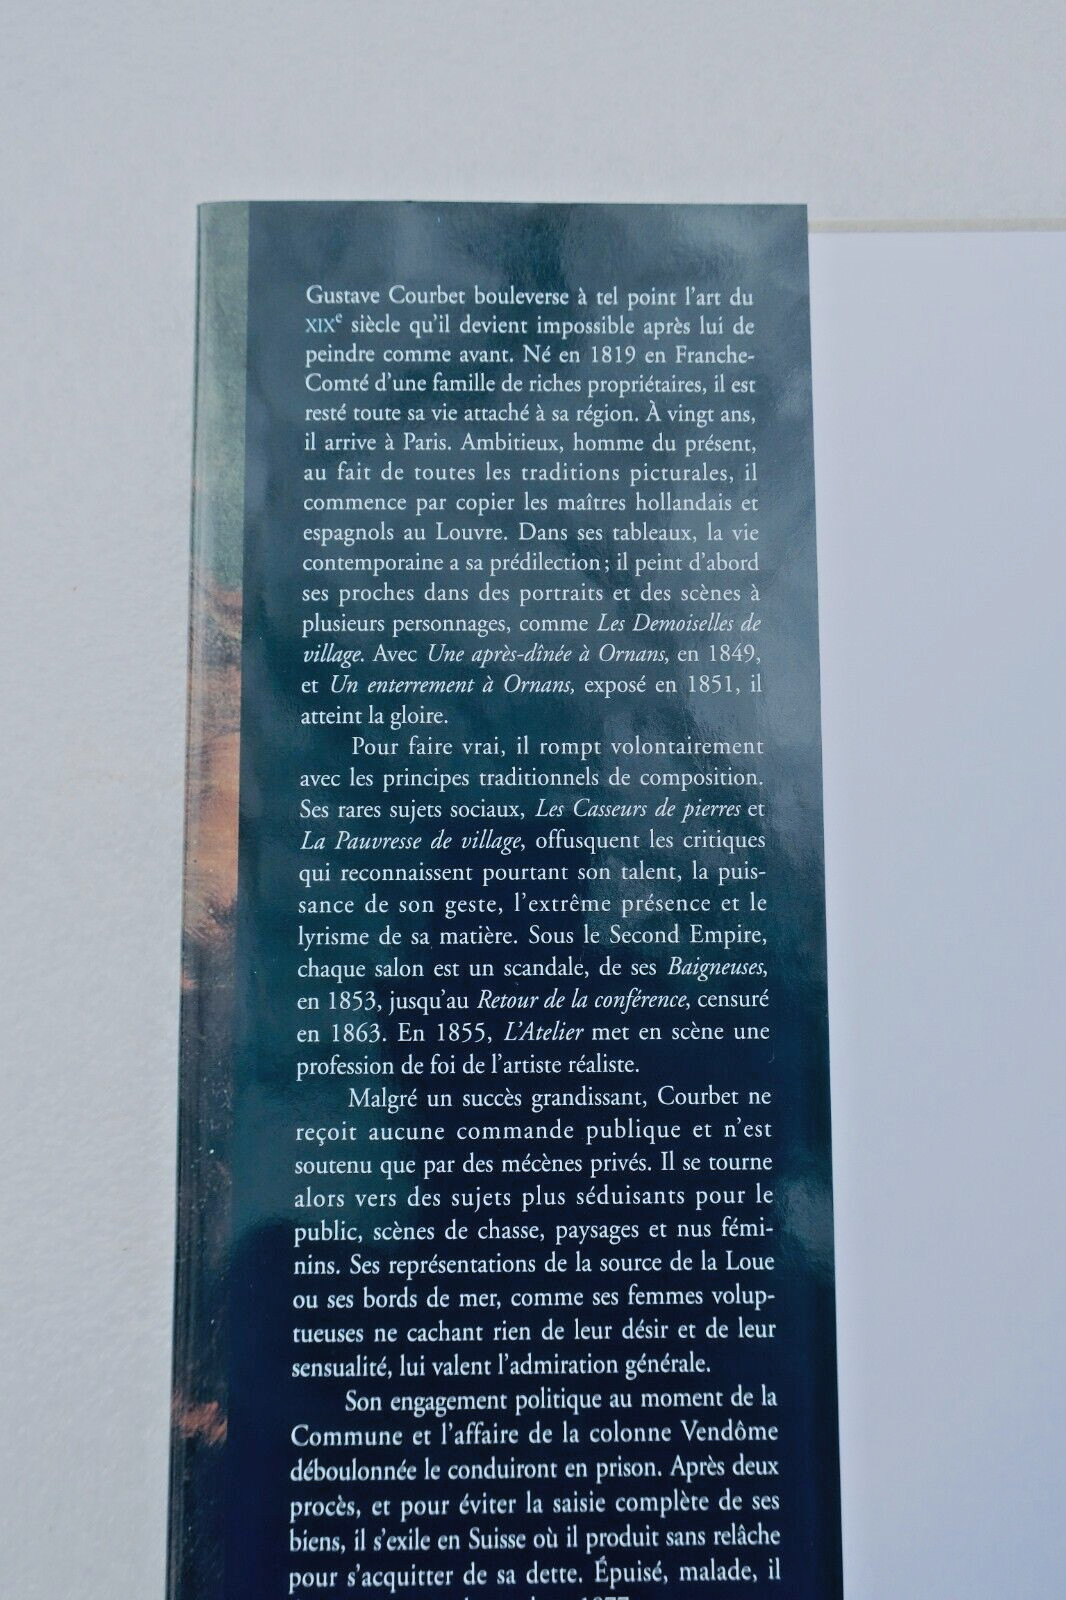 Gustave Courbet bouleverse à tel point l'art du
XIXe siècle qu'il devient impossible après lui de
peindre comme avant. Né en 1819 en Franche-
Comté d'une famille de riches propriétaires, il est
resté toute sa vie attaché à sa région. À vingt ans,
il arrive à Paris. Ambitieux, homme du présent,
au fait de toutes les traditions picturales, il
commence par copier les maîtres hollandais et
espagnols au Louvre. Dans ses tableaux, la vie
contemporaine a sa prédilection ; il peint d'abord
ses proches dans des portraits et des scènes à
plusieurs personnages, comme Les Demoiselles de
village. Avec Une après-dînée à Ornans, en 1849,
et Un enterrement à Ornans, exposé en 1851, il
atteint la gloire.
Pour faire vrai, il rompt volontairement
avec les principes traditionnels de composition.
Ses rares sujets sociaux, Les Casseurs de pierres et
La Pauvresse de village, offusquent les critiques
qui reconnaissent pourtant son talent, la puis-
sance de son geste, l'extrême présence et le
lyrisme de sa matière. Sous le Second Empire,
chaque salon est un scandale, de ses Baigneuses,
en 1853, jusqu'au Retour de la conférence, censuré
en 1863. En 1855, L'Atelier met en scène une
profession de foi de l'artiste réaliste.
Malgré un succès grandissant, Courbet ne
reçoit aucune commande publique et n'est
soutenu que par des mécènes privés. Il se tourne
alors vers des sujets plus séduisants pour le
public, scènes de chasse, paysages et nus fémi-
nins. Ses représentations de la source de la Loue
ou ses bords de mer, comme ses femmes volup-
tueuses ne cachant rien de leur désir et de leur
sensualité, lui valent l'admiration générale.
Son engagement politique au moment de la
Commune et l'affaire de la colonne Vendôme
déboulonnée le conduiront en prison. Après deux
procès, et pour éviter la saisie complète de ses
biens, il s'exile en Suisse où il produit sans relâche
pour s'acquitter de sa dette. Épuisé, malade, il